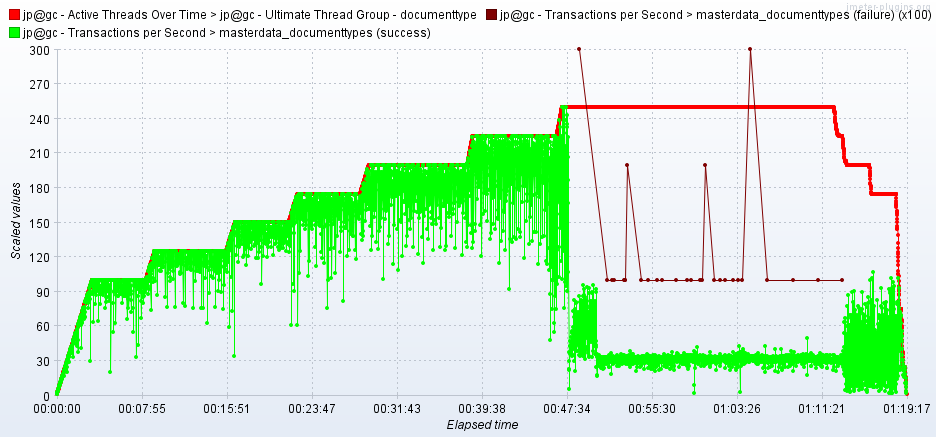 jp@gc - Active Threads Over Time > jp@gc - Ultimate Thread Group - documenttype jp@gc - Transactions per Second > masterdata_documenttypes (failure) (x100)
jp@gc - Transactions per Second > masterdata_documenttypes (success)
jmeter-plugins.org
300
270
240
210
180
150
120
90
60
30
0
Scaled values
00:00:00 00:07:55 00:15:51 00:23:47 00:31:43 00:39:38 00:47:34 00:55:30 01:03:26 01:11:21 01:19:17
Elapsed time